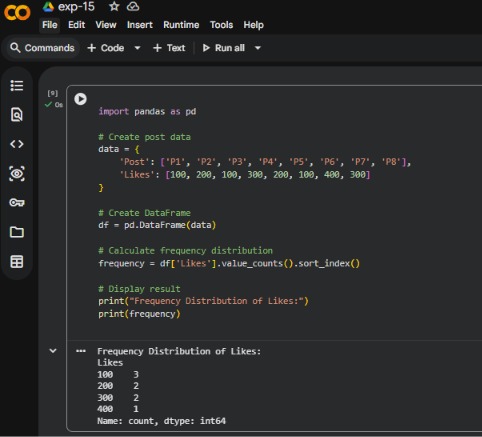 exp-15
File Edit View Insert Runtime Tools Help
Commands + Code + Text Run all
[9]
0s
import pandas as pd
# Create post data
data = {
    'Post': ['P1', 'P2', 'P3', 'P4', 'P5', 'P6', 'P7', 'P8'],
    'Likes': [100, 200, 100, 300, 200, 100, 400, 300]
}
# Create DataFrame
df = pd.DataFrame(data)
# Calculate frequency distribution
frequency = df['Likes'].value_counts().sort_index()
# Display result
print("Frequency Distribution of Likes:")
print(frequency)
Frequency Distribution of Likes:
Likes
100    3
200    2
300    2
400    1
Name: count, dtype: int64